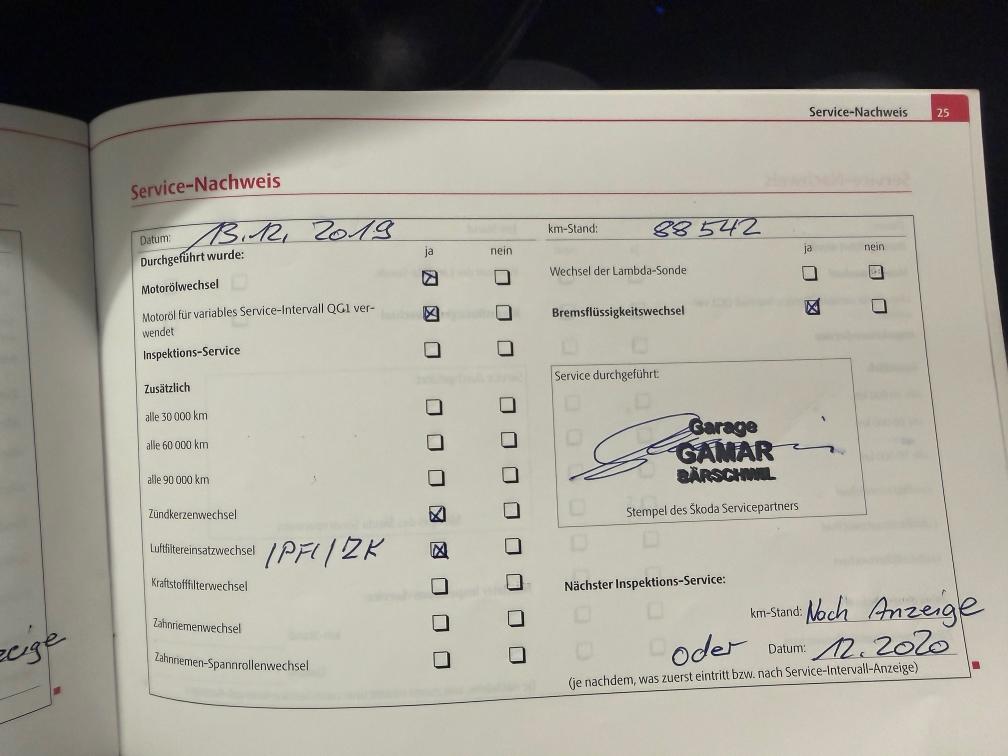 Service-Nachweis 25
Service-Nachweis
Datum: 13.12. 2019
km-Stand: 88542
Durchgeführt wurde: ja nein
ja nein
Motorölwechsel
Motoröl für variables Service-Intervall QG1 ver-
wendet
Inspektions-Service
Zusätzlich
alle 30 000 km
alle 60 000 km
alle 90 000 km
Zündkerzenwechsel
Luftfiltereinsatzwechsel /PFI/ZK
Kraftstofffilterwechsel
Zahnriemenwechsel
Zahnriemen-Spannrollenwechsel
Wechsel der Lambda-Sonde
Bremsflüssigkeitswechsel
Service durchgeführt:
Garage
GAMAR
BÄRSCHWIL
Stempel des Škoda Servicepartners
Nächster Inspektions-Service:
km-Stand: Nach Anzeige
oder Datum: 12.2020
(je nachdem, was zuerst eintritt bzw. nach Service-Intervall-Anzeige)
zeige